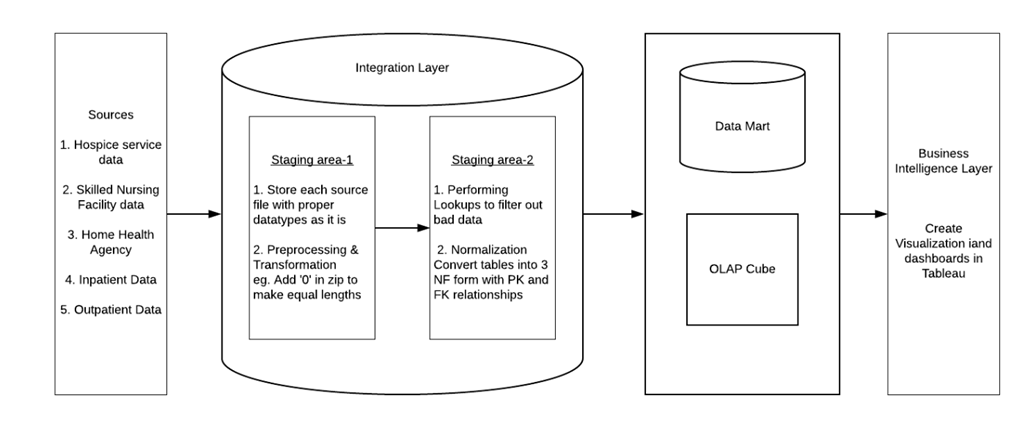 Sources
1. Hospice service
data
2. Skilled Nursing
Facility data
3. Home Health
Agency
4. Inpatient Data
5. Outpatient Data
Integration Layer
Staging area-1
1. Store each source
file with proper
datatypes as it is
2. Preprocessing &
Transformation
eg. Add '0' in zip to
make equal lengths
Staging area-2
1. Performing
Lookups to filter out
bad data
2. Normalization
Convert tables into 3
NF form with PK and
FK relationships
Data Mart
OLAP Cube
Business
Intelligence Layer
Create
Visualization iand
dashboards in
Tableau